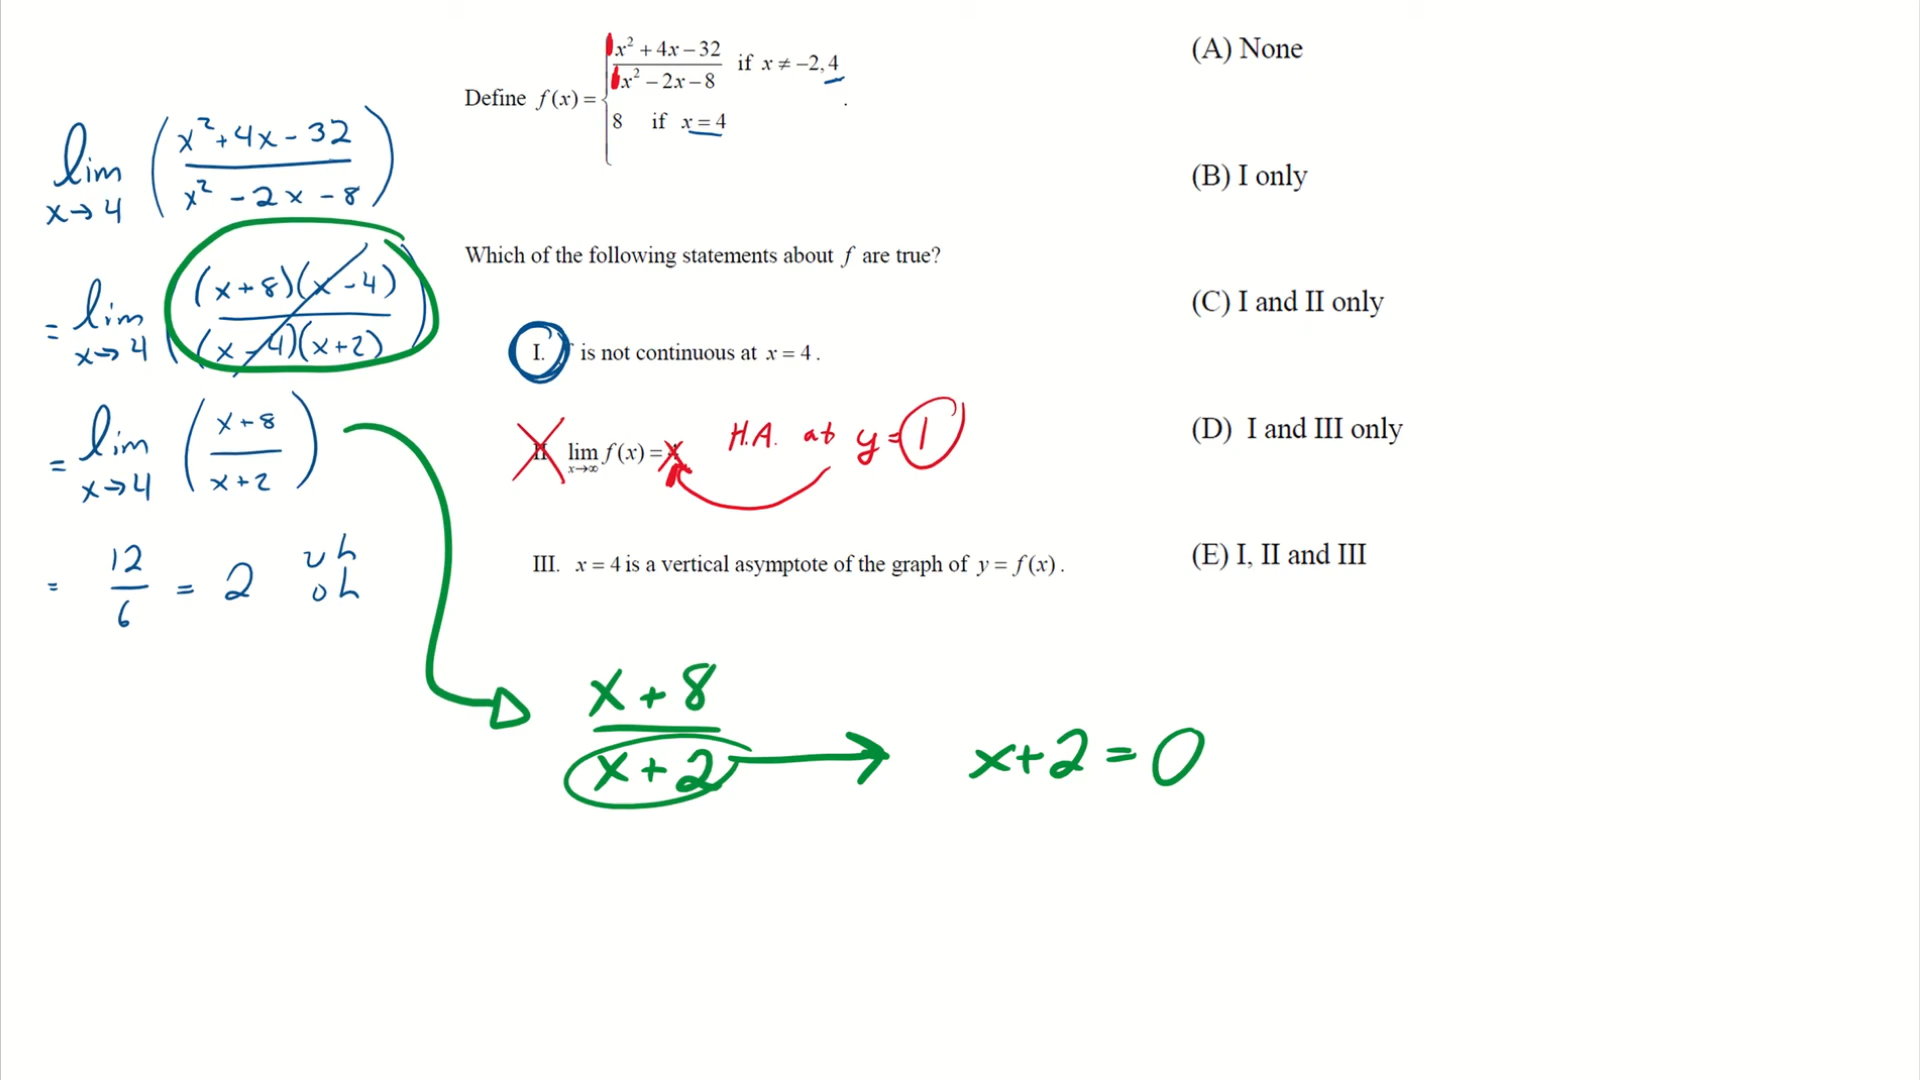 lim x→4 (x²+4x-32 / x²-2x-8)
= lim x→4 ((x+8)(x-4) / (x-4)(x+2))
= lim x→4 (x+8 / x+2)
= 12/6 = 2 uh oh
Define f(x) = { x² + 4x − 32 / x² − 2x − 8 if x ≠ −2, 4
8 if x = 4 .
Which of the following statements about f are true?
I. f is not continuous at x = 4 .
II. lim x→∞ f(x) = H.A. at y=1
III. x = 4 is a vertical asymptote of the graph of y = f(x) .
x+8 / x+2 → x+2=0
(A) None
(B) I only
(C) I and II only
(D) I and III only
(E) I, II and III